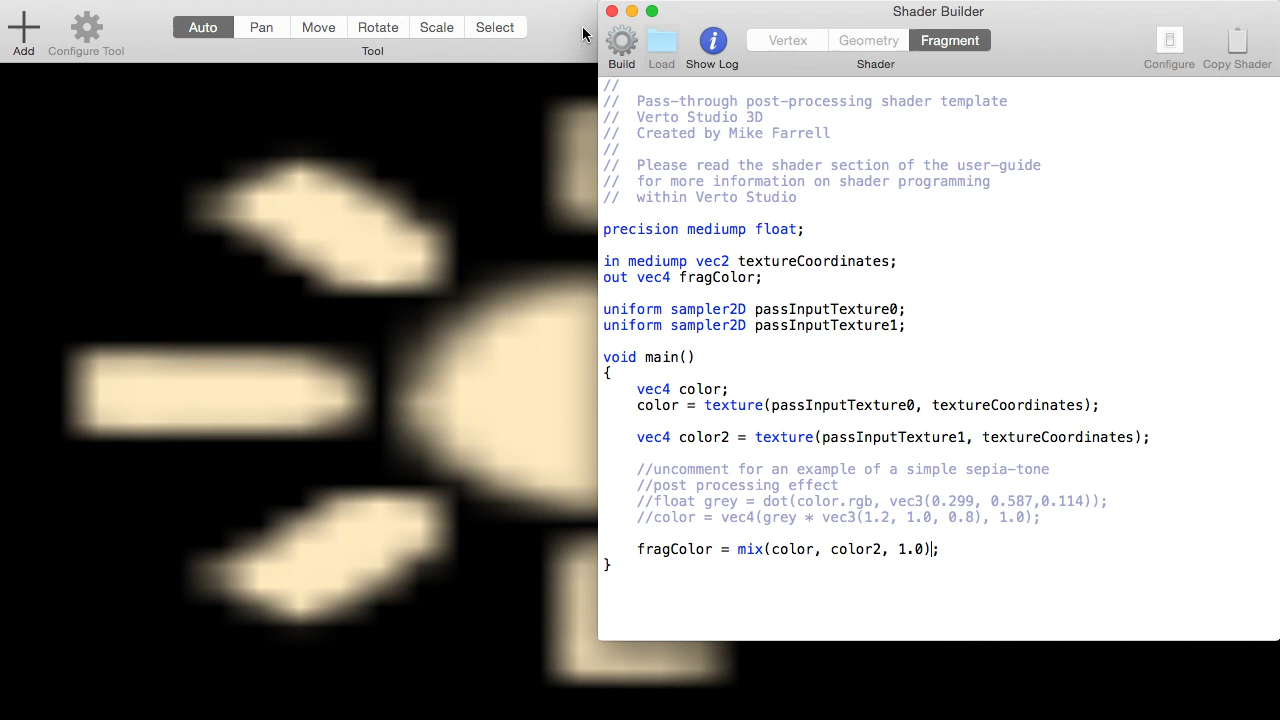 Add
Configure Tool
Auto
Pan
Move
Rotate
Scale
Select
Tool
Shader Builder
Build
Load
Show Log
Vertex
Geometry
Fragment
Shader
Configure
Copy Shader
//
//  Pass-through post-processing shader template
//  Verto Studio 3D
//  Created by Mike Farrell
//
//  Please read the shader section of the user-guide
//  for more information on shader programming
//  within Verto Studio
precision mediump float;
in mediump vec2 textureCoordinates;
out vec4 fragColor;
uniform sampler2D passInputTexture0;
uniform sampler2D passInputTexture1;
void main()
{
    vec4 color;
    color = texture(passInputTexture0, textureCoordinates);
    vec4 color2 = texture(passInputTexture1, textureCoordinates);
    //uncomment for an example of a simple sepia-tone
    //post processing effect
    //float grey = dot(color.rgb, vec3(0.299, 0.587,0.114));
    //color = vec4(grey * vec3(1.2, 1.0, 0.8), 1.0);
    fragColor = mix(color, color2, 1.0);
}